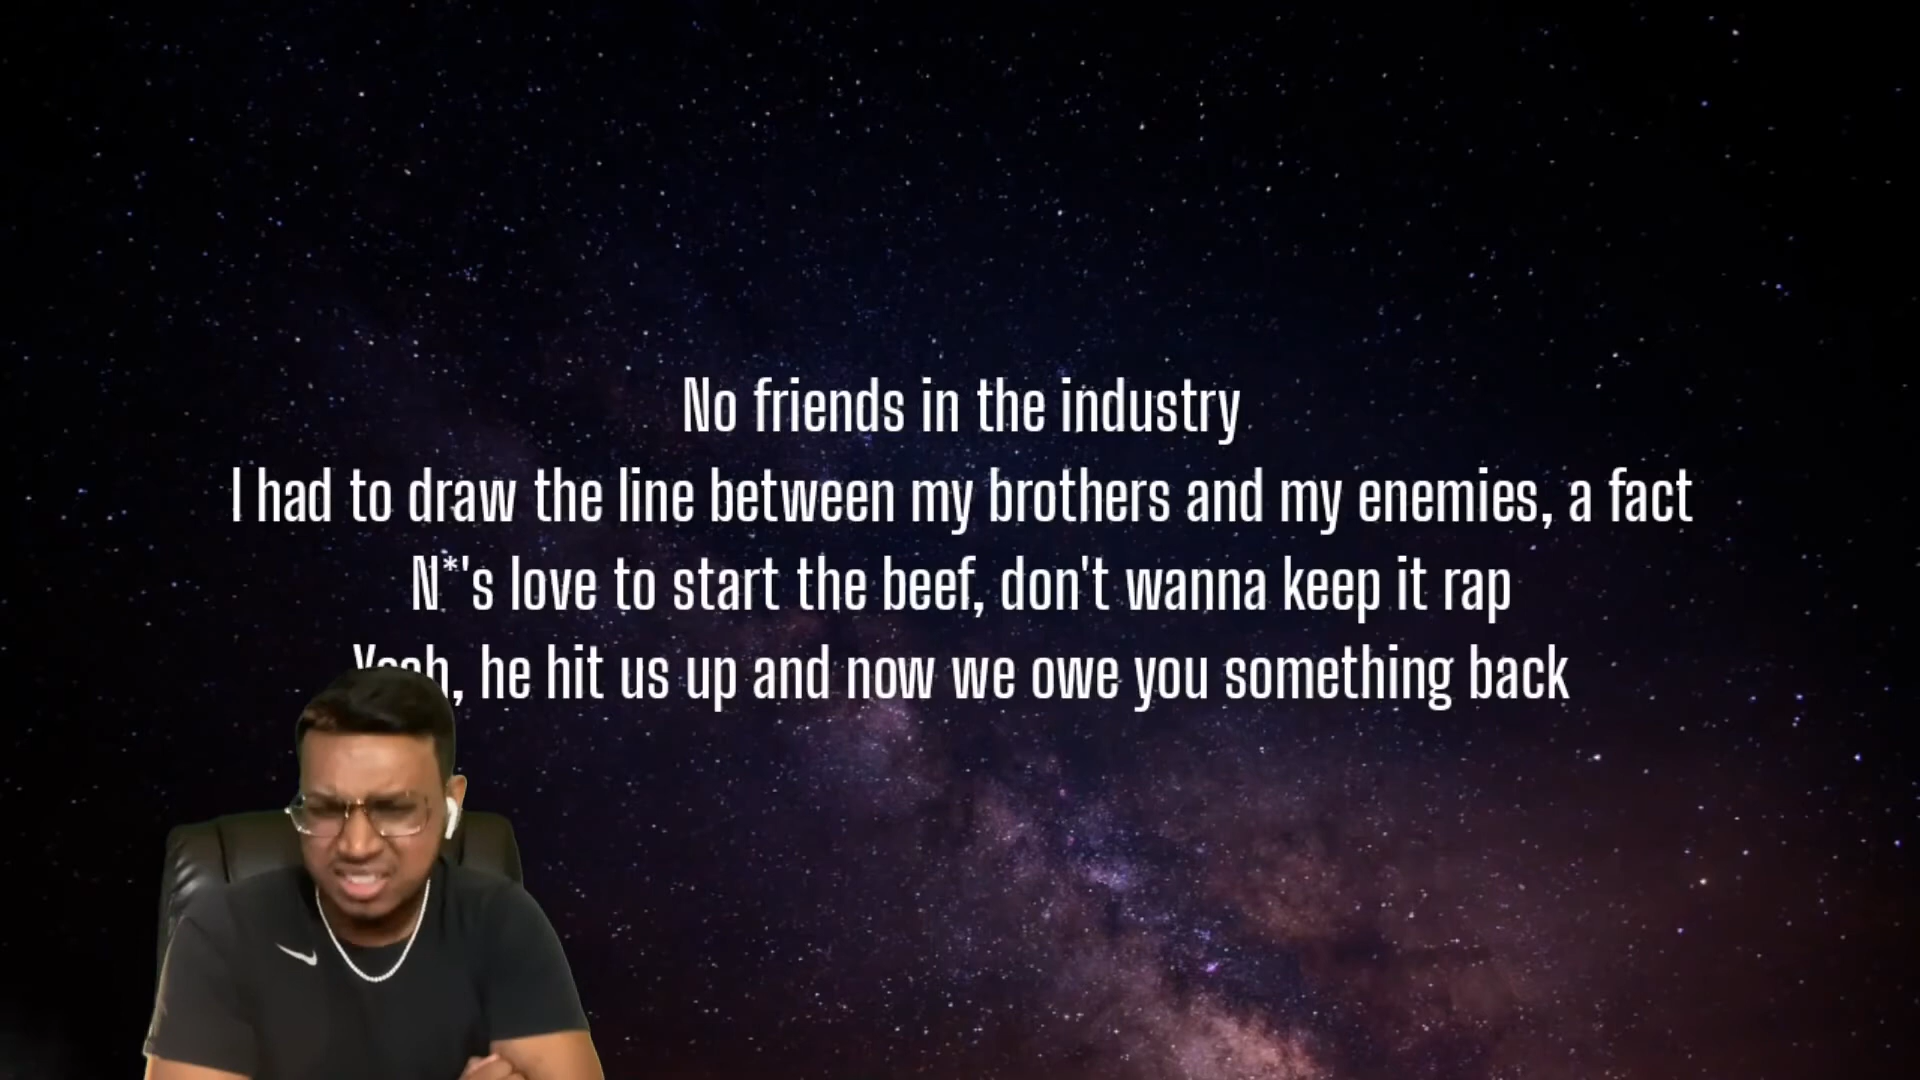 No friends in the industry
I had to draw the line between my brothers and my enemies, a fact
N*'s love to start the beef, don't wanna keep it rap
Yeah, he hit us up and now we owe you something back